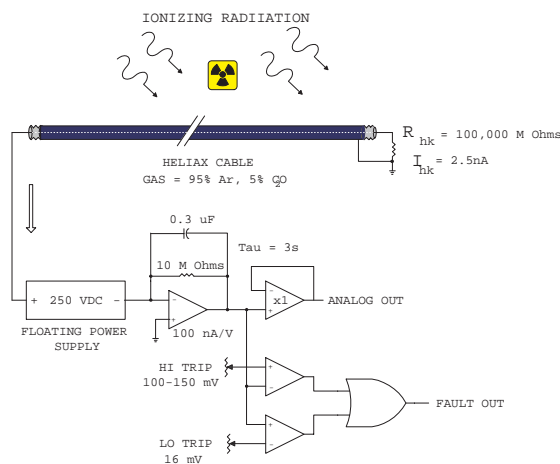 IONIZING RADIIATION
R hk = 100,000 M Ohms
I hk = 2.5nA
HELIAX CABLE
GAS = 95% Ar, 5% CO2
0.3 uF
Tau = 3s
10 M Ohms
+ 250 VDC -
-
+
100 nA/V
-
+
x1
ANALOG OUT
FLOATING POWER
SUPPLY
HI TRIP
100-150 mV
+
-
FAULT OUT
+
-
LO TRIP
16 mV